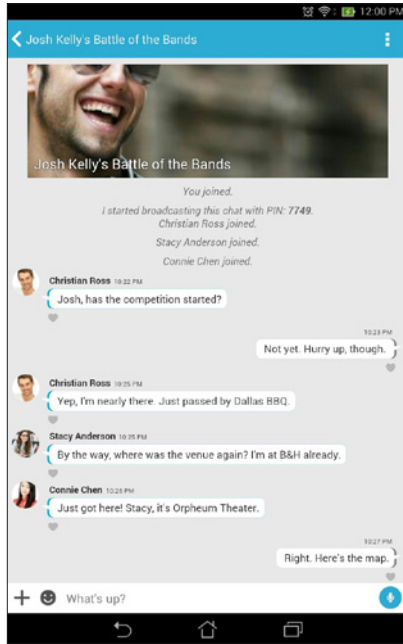 12:00 PM
Josh Kelly's Battle of the Bands
Josh Kelly's Battle of the Bands
You joined.
I started broadcasting this chat with PIN: 7749.
Christian Ross joined.
Stacy Anderson joined.
Connie Chen joined.
Christian Ross 10:22 PM
Josh, has the competition started?
10:23 PM
Not yet. Hurry up, though.
Christian Ross 10:25 PM
Yep, I'm nearly there. Just passed by Dallas BBQ.
Stacy Anderson 10:25 PM
By the way, where was the venue again? I'm at B&H already.
Connie Chen 10:26 PM
Just got here! Stacy, it's Orpheum Theater.
10:27 PM
Right. Here's the map.
What's up?